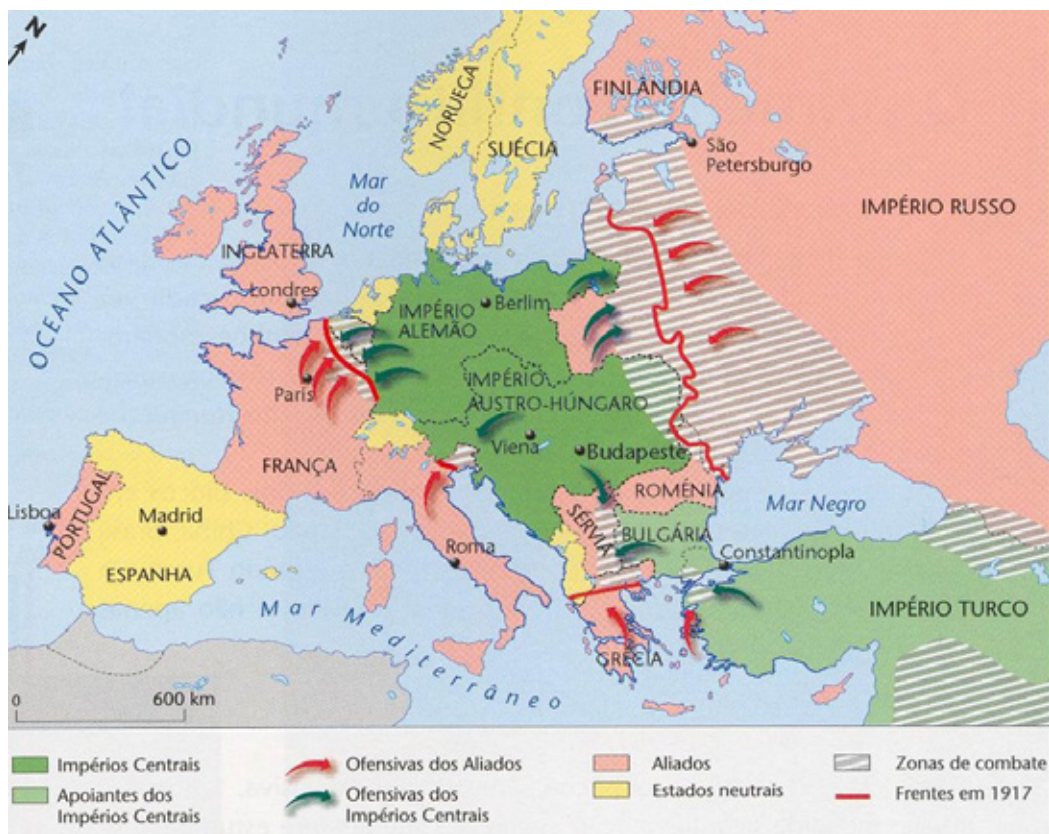 N
NORUEGA
SUÉCIA
FINLÂNDIA
São
Petersburgo
OCEANO ATLÂNTICO
Mar
do
Norte
IMPÉRIO RUSSO
INGLATERRA
Londres
IMPÉRIO
ALEMÃO
Berlim
Paris
IMPÉRIO
AUSTRO-HÚNGARO
Viena
Budapeste
FRANÇA
ROMÉNIA
Mar Negro
SÉRVIA
BULGÁRIA
Constantinopla
Lisboa
PORTUGAL
Madrid
ESPANHA
Roma
IMPÉRIO TURCO
GRÉCIA
Mar Mediterrâneo
0 600 km
Impérios Centrais
Apoiantes dos
Impérios Centrais
Ofensivas dos Aliados
Ofensivas dos
Impérios Centrais
Aliados
Estados neutrais
Zonas de combate
Frentes em 1917